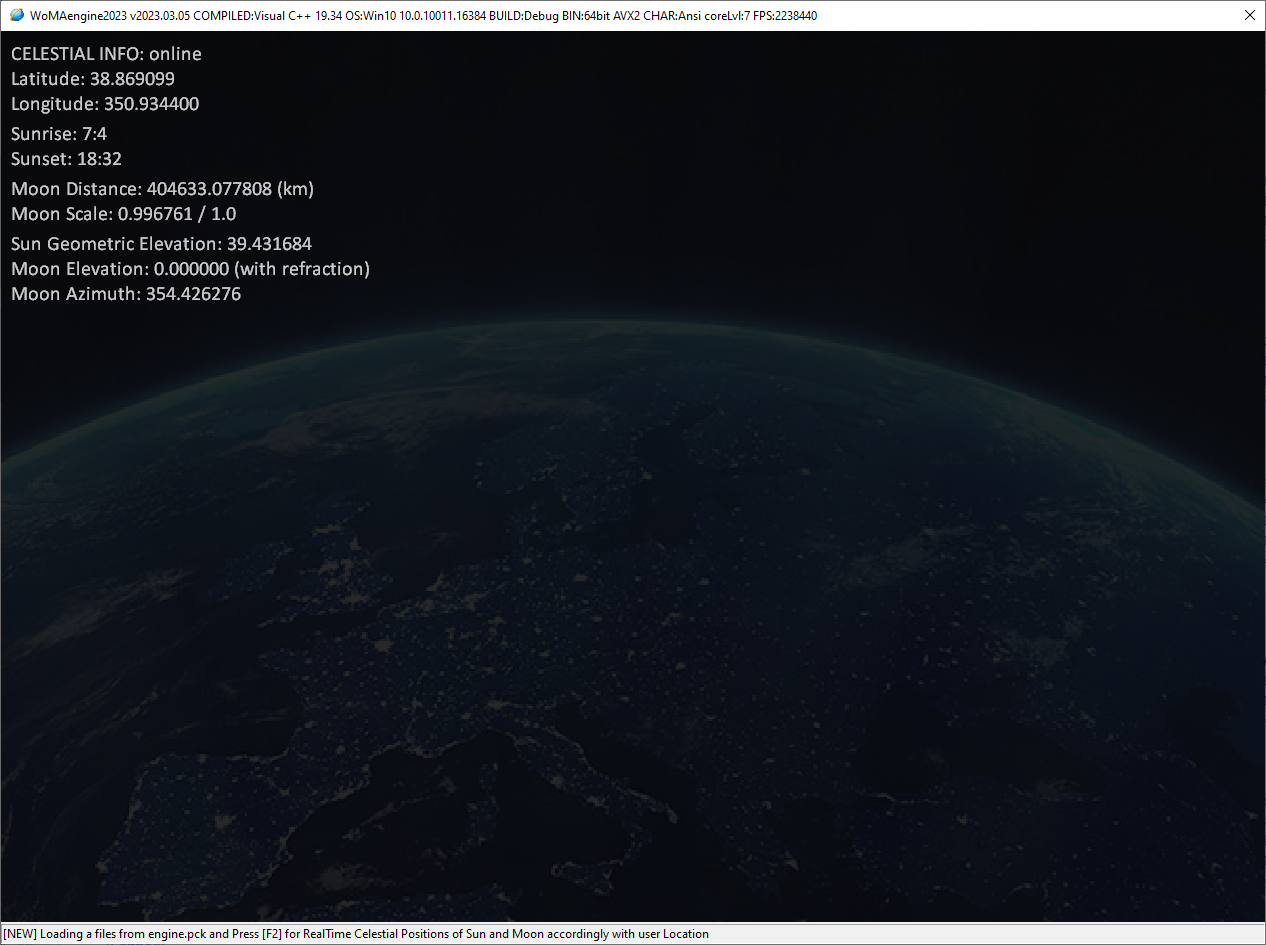 WoMAengine2023 v2023.03.05 COMPILED:Visual C++ 19.34 OS:Win10 10.0.10011.16384 BUILD:Debug BIN:64bit AVX2 CHAR:Ansi coreLvl:7 FPS:2238440
CELESTIAL INFO: online
Latitude: 38.869099
Longitude: 350.934400
Sunrise: 7:4
Sunset: 18:32
Moon Distance: 404633.077808 (km)
Moon Scale: 0.996761 / 1.0
Sun Geometric Elevation: 39.431684
Moon Elevation: 0.000000 (with refraction)
Moon Azimuth: 354.426276
[NEW] Loading a files from engine.pck and Press [F2] for RealTime Celestial Positions of Sun and Moon accordingly with user Location